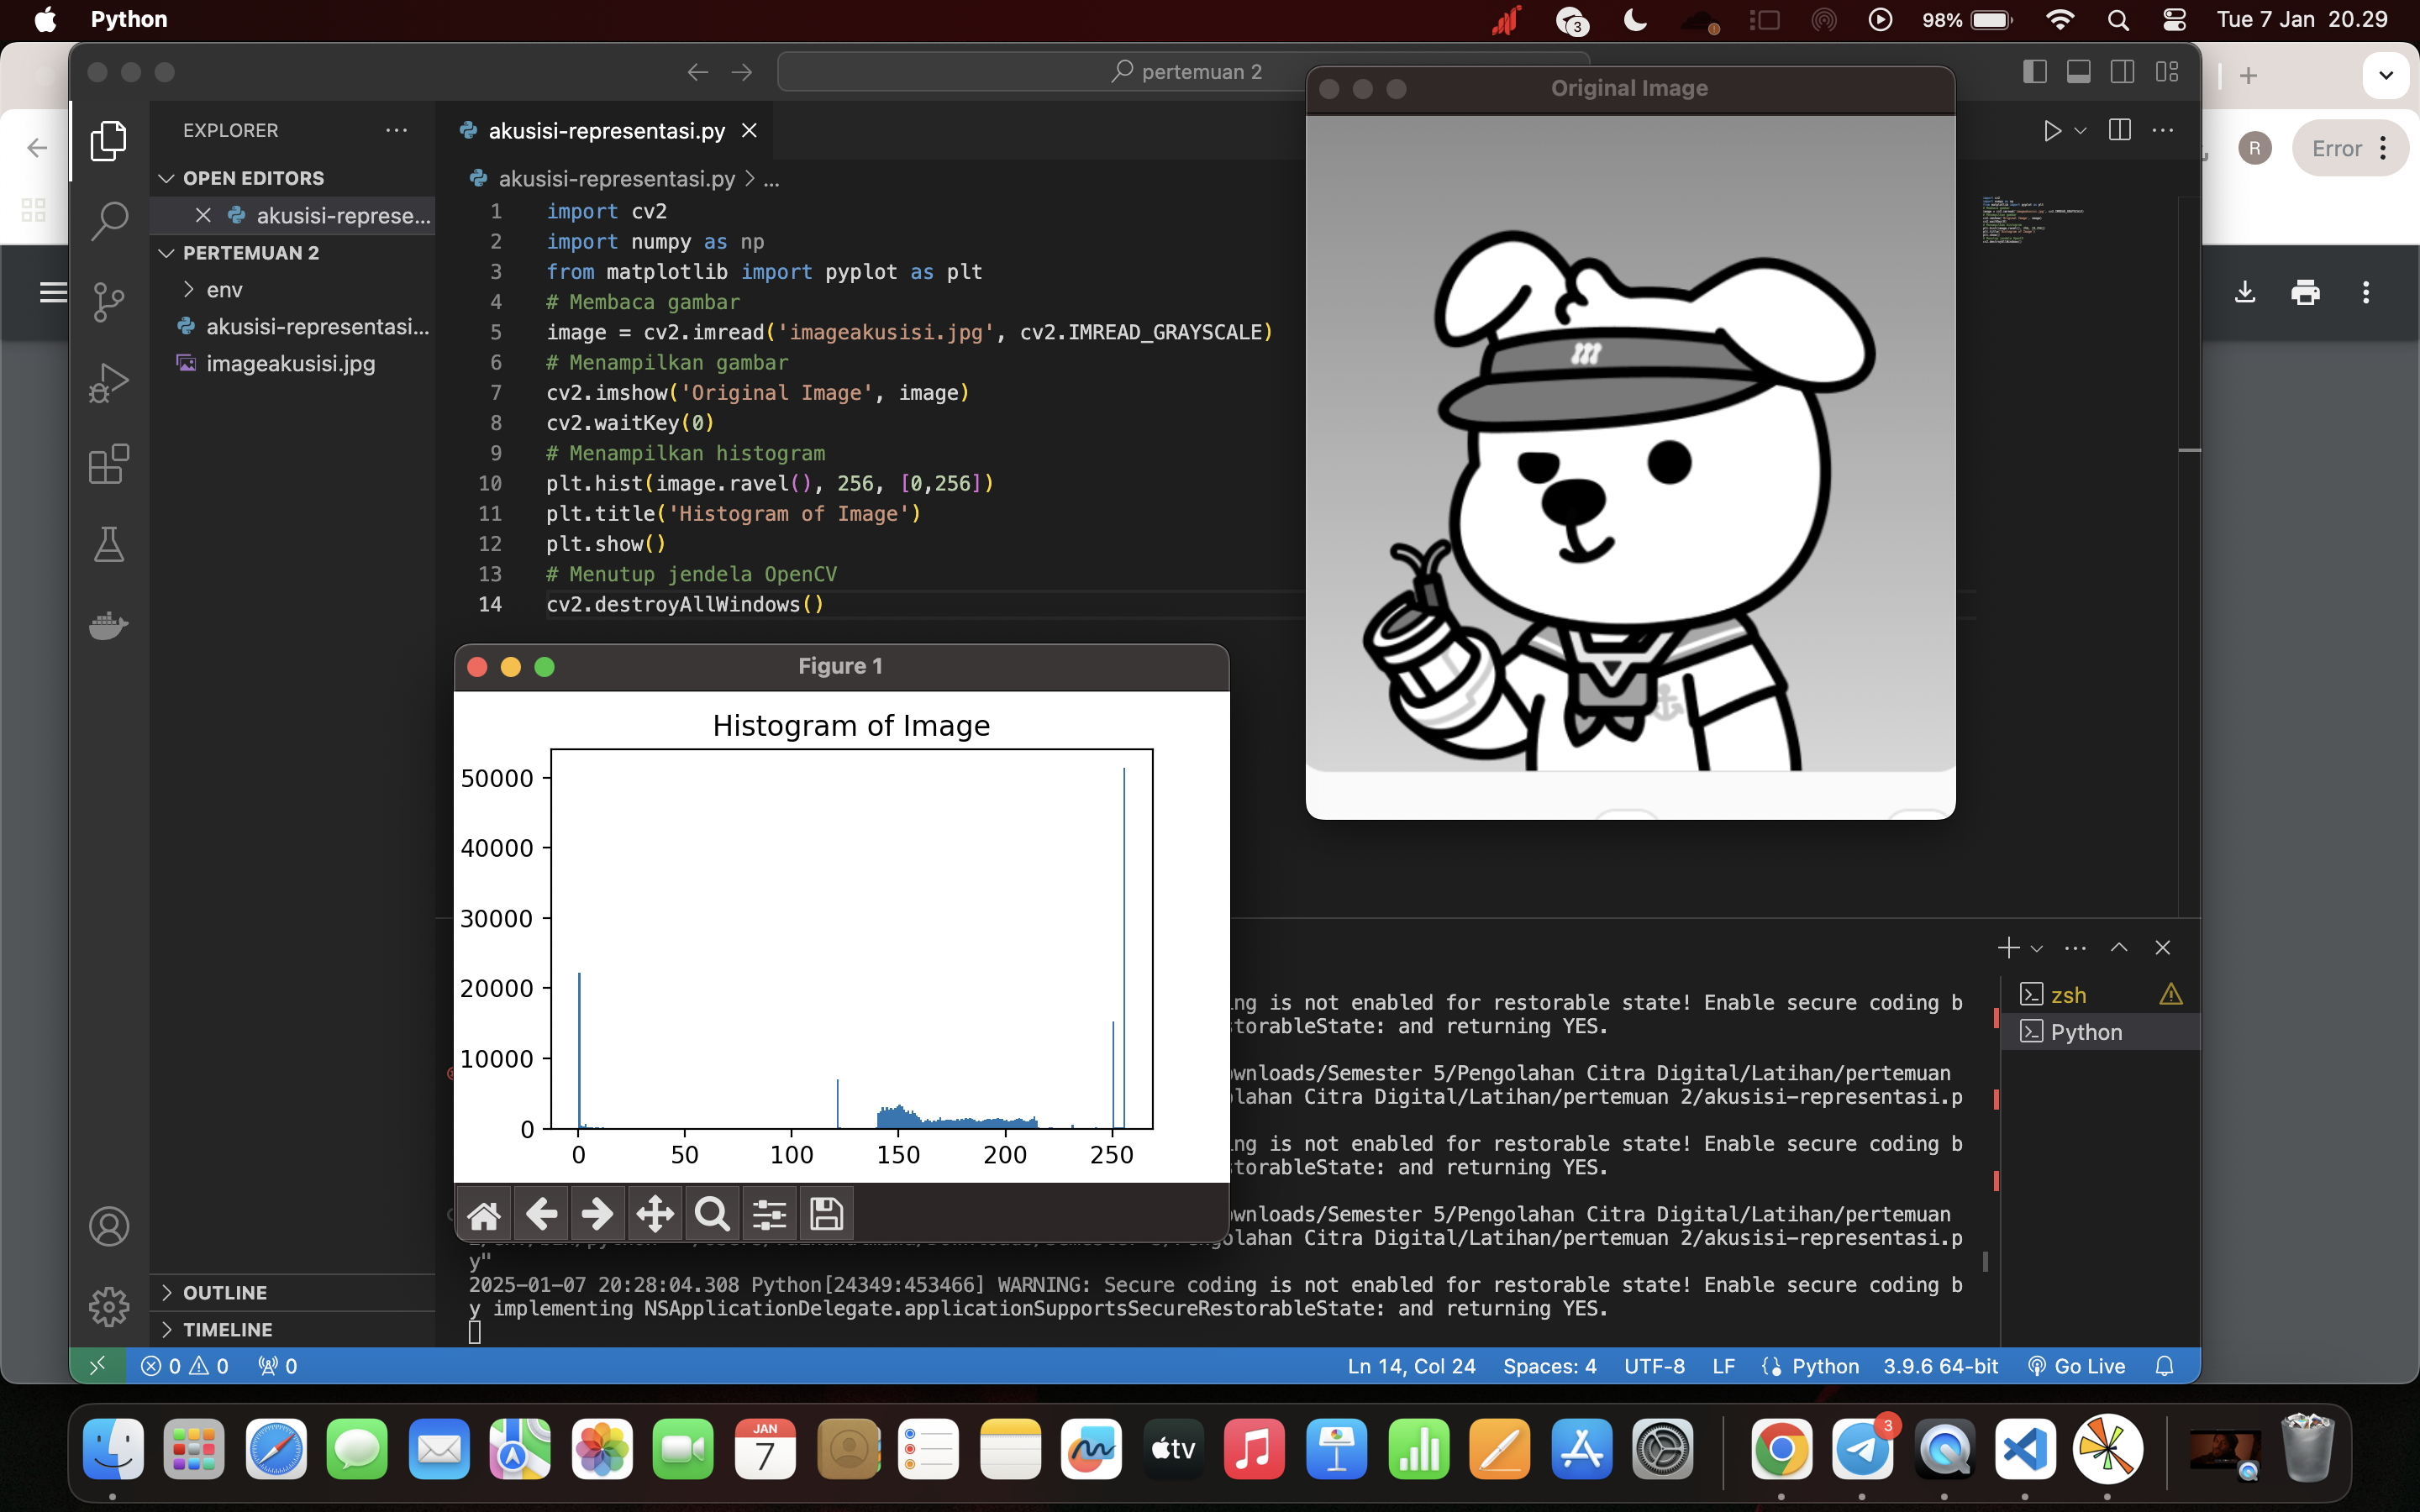 Python
3
98%
Tue 7 Jan 20.29
pertemuan 2
Original Image
R
Error
EXPLORER
OPEN EDITORS
akusisi-represe...
PERTEMUAN 2
env
akusisi-representasi...
imageakusisi.jpg
OUTLINE
TIMELINE
akusisi-representasi.py
akusisi-representasi.py > ...
1 import cv2
2 import numpy as np
3 from matplotlib import pyplot as plt
4 # Membaca gambar
5 image = cv2.imread('imageakusisi.jpg', cv2.IMREAD_GRAYSCALE)
6 # Menampilkan gambar
7 cv2.imshow('Original Image', image)
8 cv2.waitKey(0)
9 # Menampilkan histogram
10 plt.hist(image.ravel(), 256, [0,256])
11 plt.title('Histogram of Image')
12 plt.show()
13 # Menutup jendela OpenCV
14 cv2.destroyAllWindows()
Figure 1
Histogram of Image
50000
40000
30000
20000
10000
0
0 50 100 150 200 250
ng is not enabled for restorable state! Enable secure coding b
torableState: and returning YES.
wnloads/Semester 5/Pengolahan Citra Digital/Latihan/pertemuan
lahan Citra Digital/Latihan/pertemuan 2/akusisi-representasi.p
ng is not enabled for restorable state! Enable secure coding b
torableState: and returning YES.
wnloads/Semester 5/Pengolahan Citra Digital/Latihan/pertemuan
golahan Citra Digital/Latihan/pertemuan 2/akusisi-representasi.p
y"
2025-01-07 20:28:04.308 Python[24349:453466] WARNING: Secure coding is not enabled for restorable state! Enable secure coding b
y implementing NSApplicationDelegate.applicationSupportsSecureRestorableState: and returning YES.
zsh
Python
0 0 0
Ln 14, Col 24 Spaces: 4 UTF-8 LF Python 3.9.6 64-bit Go Live
JAN
7
tv
3